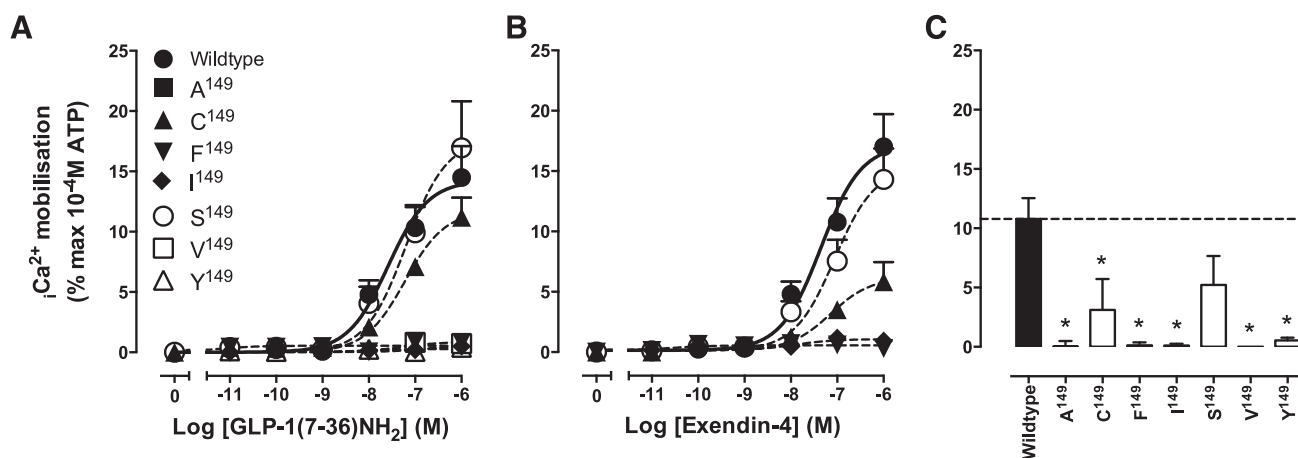 A
ᵢCa²⁺ mobilisation
(% max 10⁻⁴M ATP)
25
20
15
10
5
0
Wildtype
A¹⁴⁹
C¹⁴⁹
F¹⁴⁹
I¹⁴⁹
S¹⁴⁹
V¹⁴⁹
Y¹⁴⁹
0 -11 -10 -9 -8 -7 -6
Log [GLP-1(7-36)NH₂] (M)
B
25
20
15
10
5
0
0 -11 -10 -9 -8 -7 -6
Log [Exendin-4] (M)
C
25
20
15
10
5
0
* * * * * *
Wildtype
A¹⁴⁹
C¹⁴⁹
F¹⁴⁹
I¹⁴⁹
S¹⁴⁹
V¹⁴⁹
Y¹⁴⁹